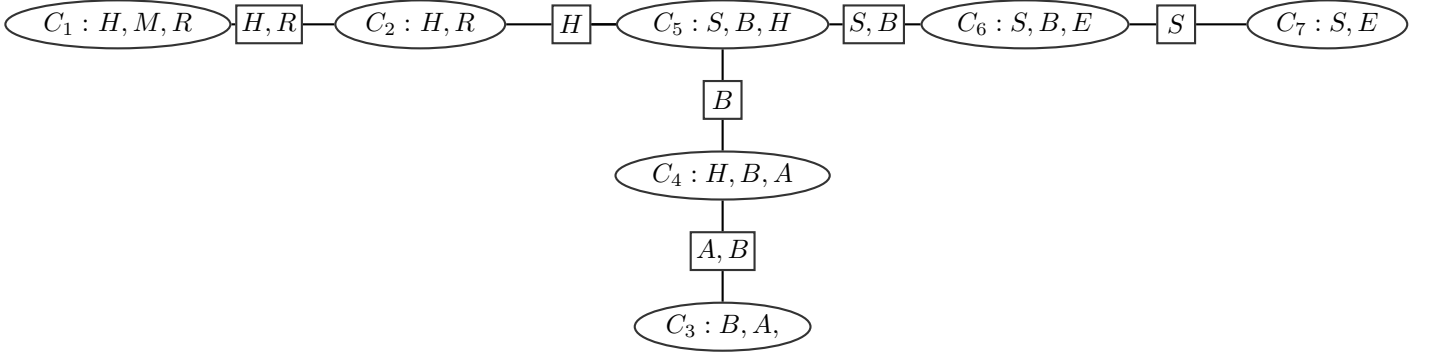 C₁ : H, M, R H, R C₂ : H, R H C₅ : S, B, H S, B C₆ : S, B, E S C₇ : S, E
B
C₄ : H, B, A
A, B
C₃ : B, A,